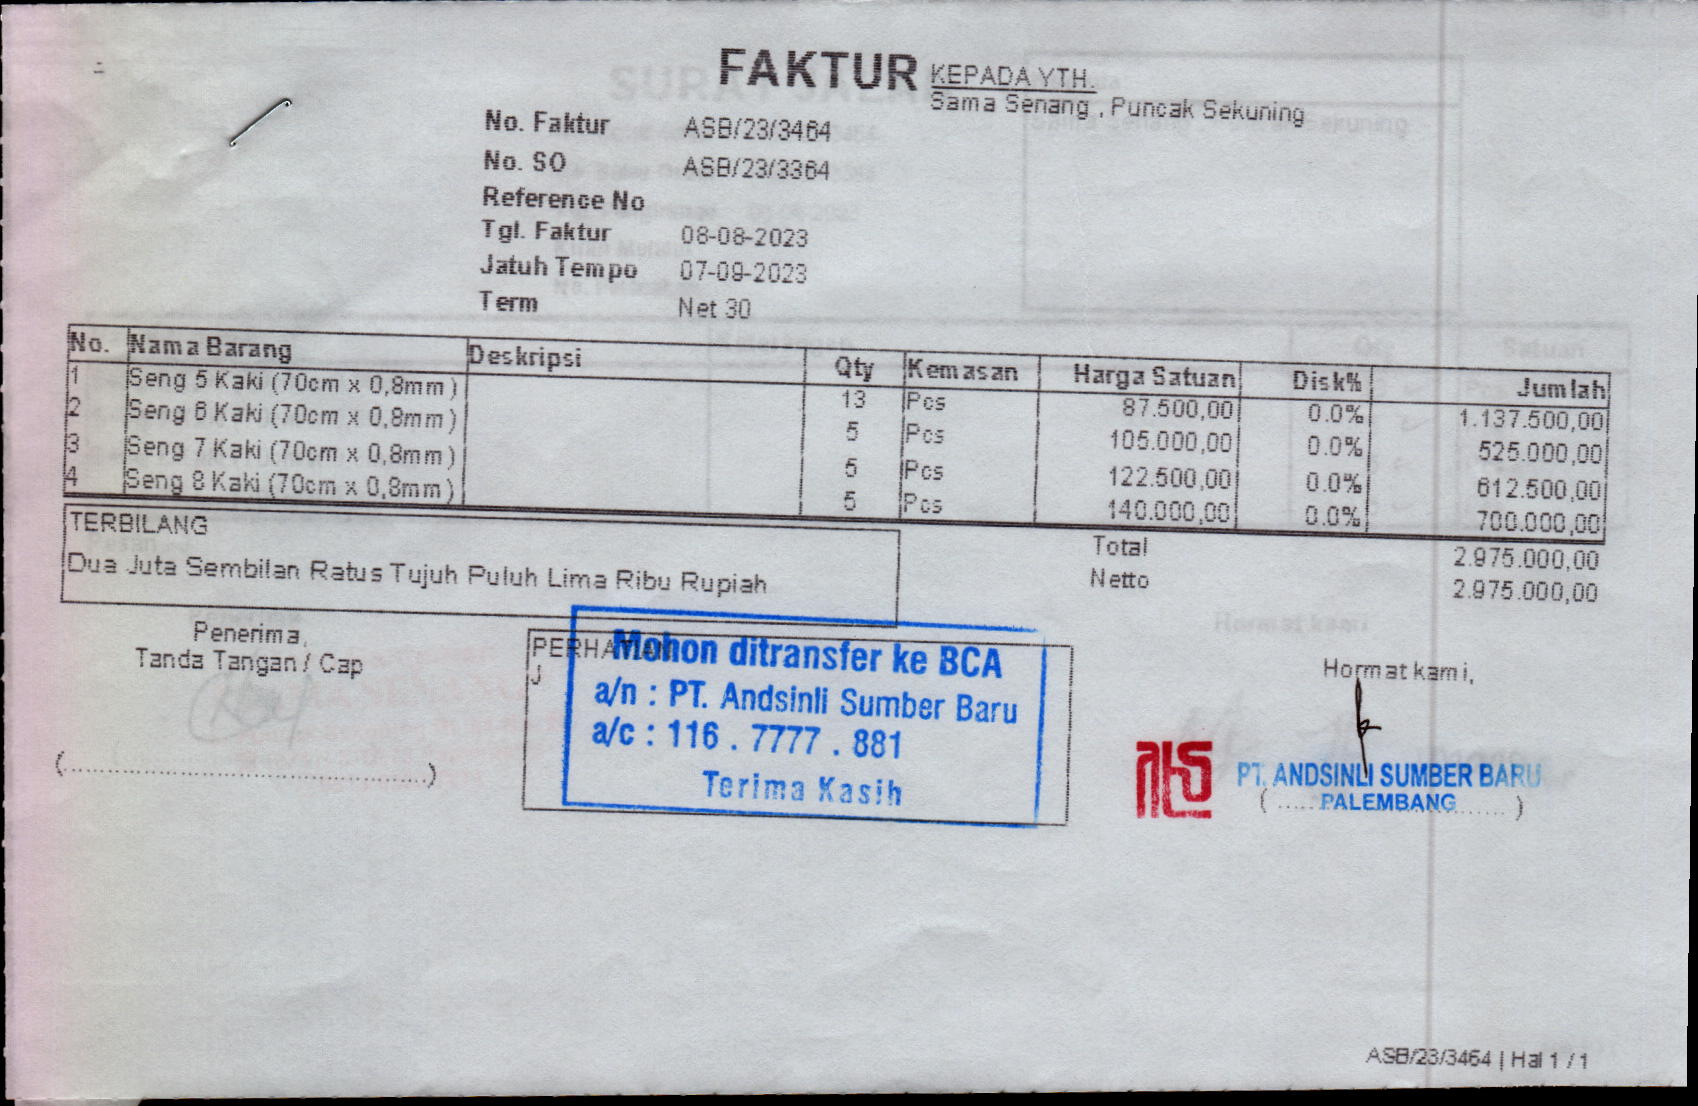 FAKTUR
KEPADA YTH.
Sama Senang , Puncak Sekuning
No. Faktur ASB/23/3464
No. SO ASB/23/3364
Reference No
Tgl. Faktur 08-08-2023
Jatuh Tempo 07-09-2023
Term Net 30
No. Nama Barang Deskripsi Qty Kemasan Harga Satuan Disk% Jumlah
1 Seng 5 Kaki (70cm x 0,8mm) 13 Pcs 87.500,00 0.0% 1.137.500,00
2 Seng 6 Kaki (70cm x 0,8mm) 5 Pcs 105.000,00 0.0% 525.000,00
3 Seng 7 Kaki (70cm x 0,8mm) 5 Pcs 122.500,00 0.0% 612.500,00
4 Seng 8 Kaki (70cm x 0,8mm) 5 Pcs 140.000,00 0.0% 700.000,00
TERBILANG
Dua Juta Sembilan Ratus Tujuh Puluh Lima Ribu Rupiah
Total 2.975.000,00
Netto 2.975.000,00
Penerima,
Tanda Tangan / Cap
(..........................................)
Mohon ditransfer ke BCA
a/n : PT. Andsinli Sumber Baru
a/c : 116 . 7777 . 881
Terima Kasih
Hormat kami,
PT. ANDSINLI SUMBER BARU
PALEMBANG
ASB/23/3464 | Hal 1 / 1